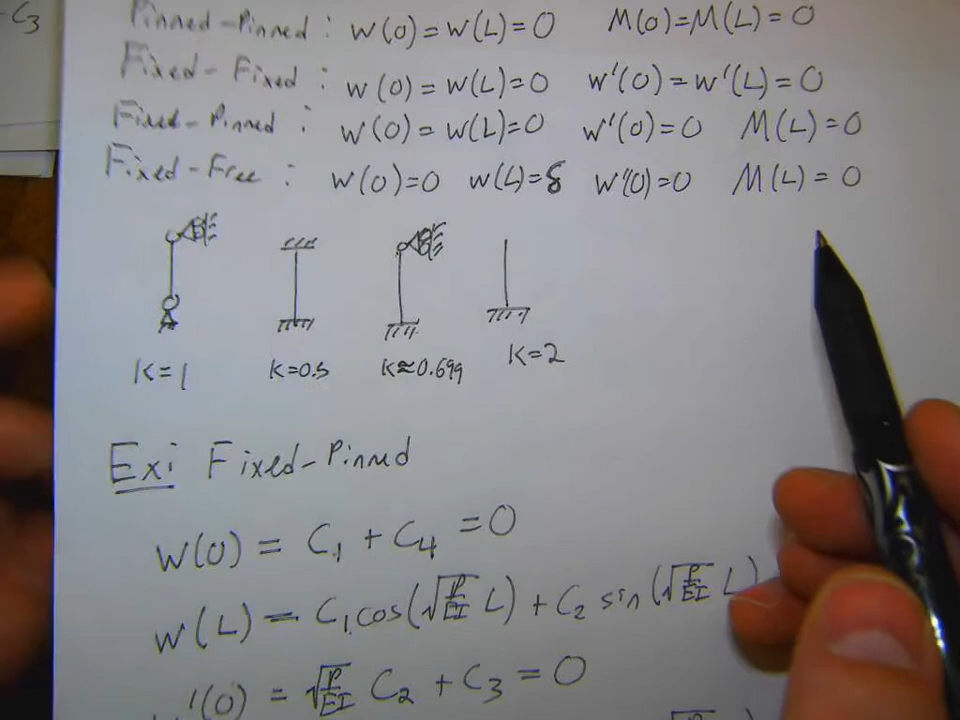 C3
Pinned-Pinned: w(0)=w(L)=0 M(0)=M(L)=0
Fixed-Fixed: w(0)=w(L)=0 w'(0)=w'(L)=0
Fixed-Pinned: w(0)=w(L)=0 w'(0)=0 M(L)=0
Fixed-Free: w(0)=0 w(L)=δ w'(0)=0 M(L)=0
K=1 K=0.5 K≈0.699 K=2
Ex: Fixed-Pinned
w(0) = C1 + C4 = 0
w(L) = C1 cos(√(P/EI) L) + C2 sin(√(P/EI) L)
'(0) = √(P/EI) C2 + C3 = 0